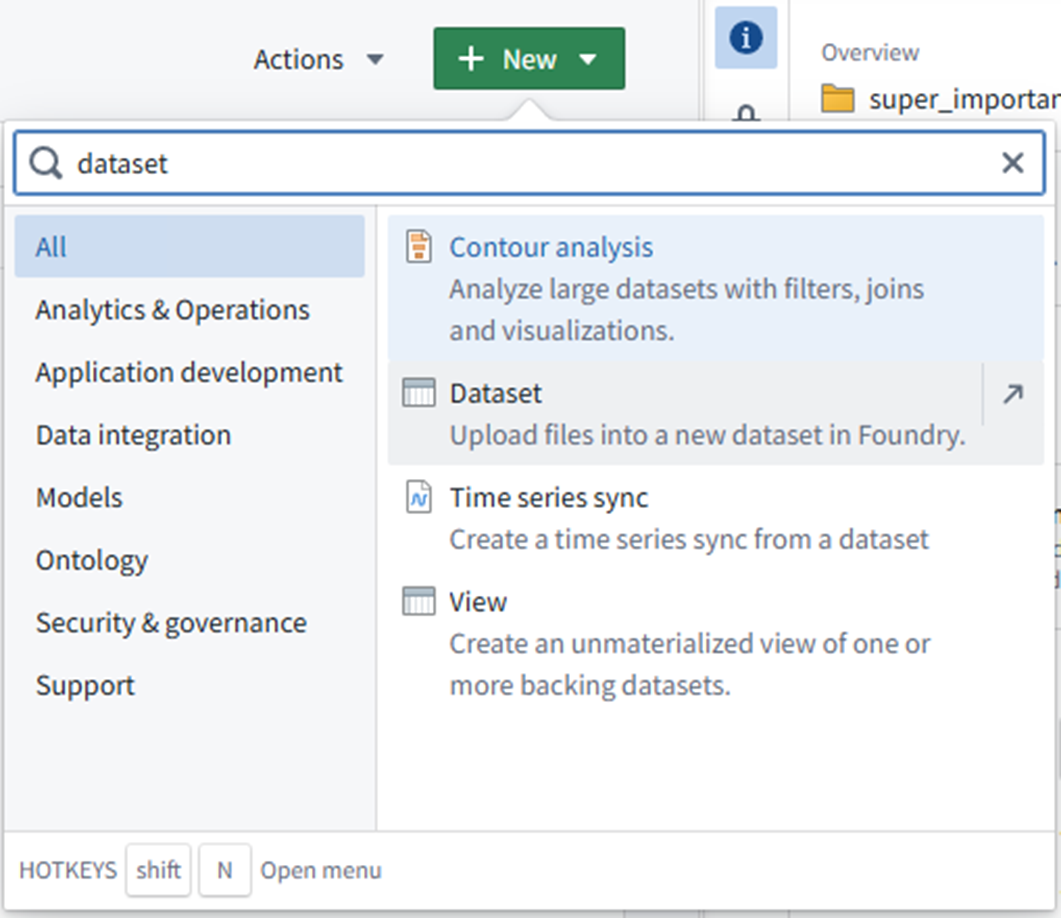 Actions
+ New
Overview
super_importan
dataset
All
Analytics & Operations
Application development
Data integration
Models
Ontology
Security & governance
Support
Contour analysis
Analyze large datasets with filters, joins
and visualizations.
Dataset
Upload files into a new dataset in Foundry.
Time series sync
Create a time series sync from a dataset
View
Create an unmaterialized view of one or
more backing datasets.
HOTKEYS shift N Open menu